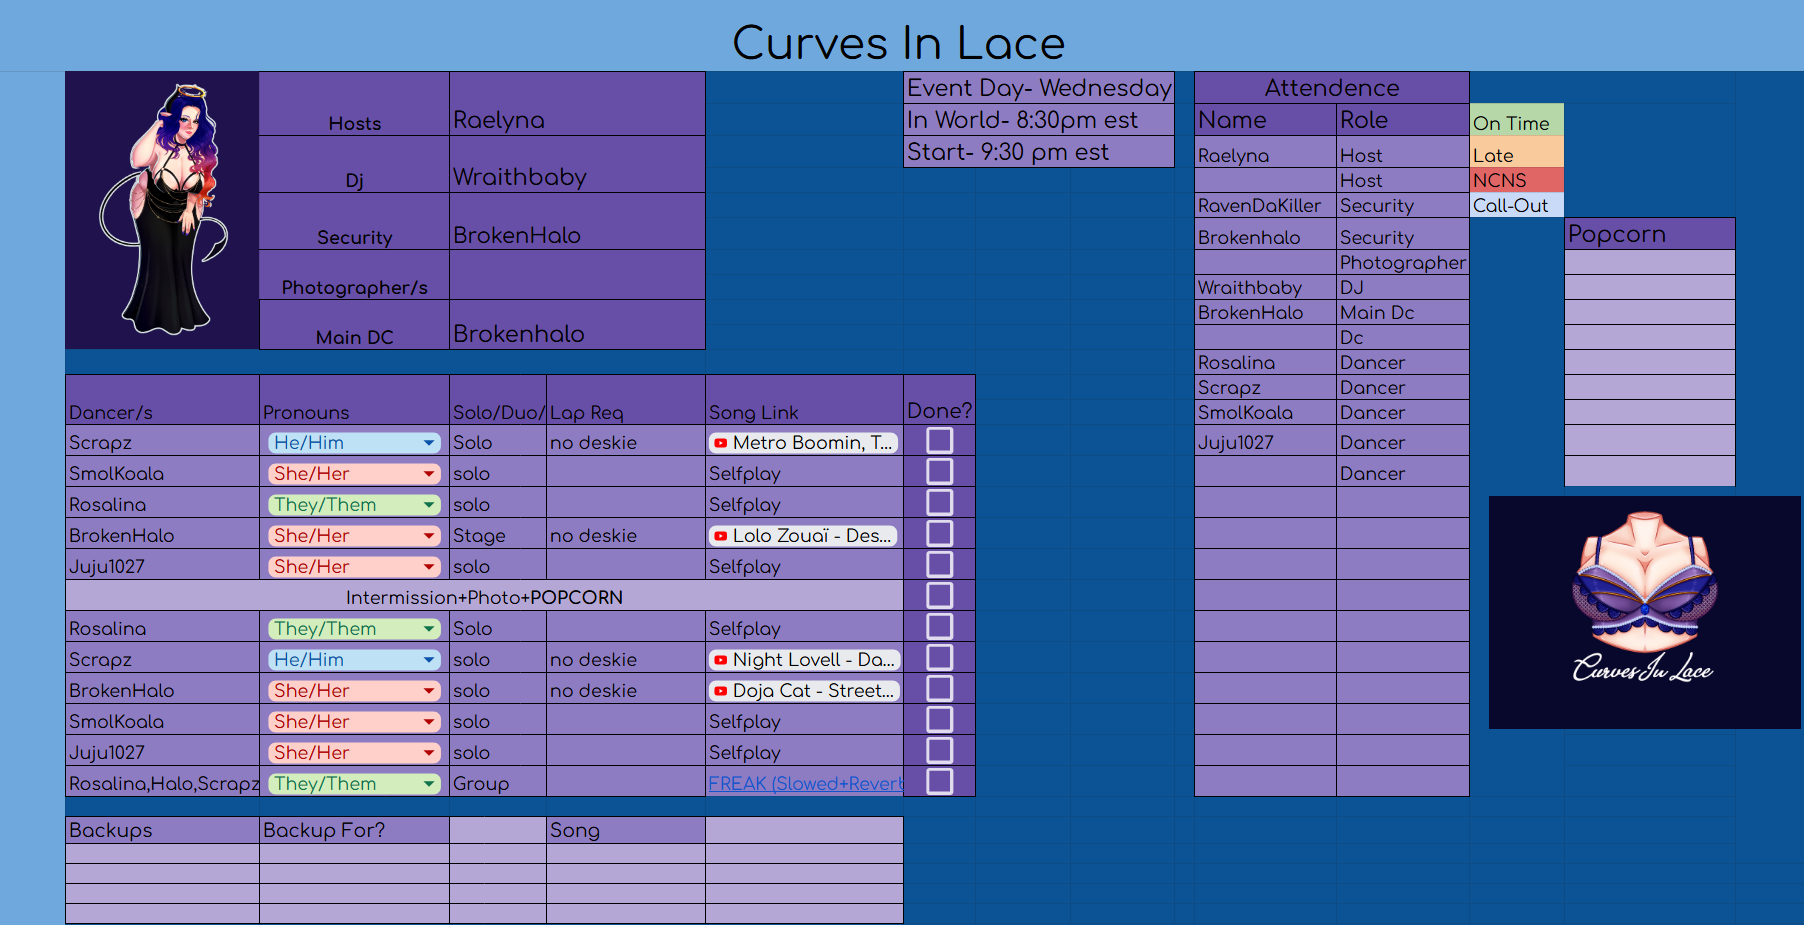 Curves In Lace
Hosts Raelyna
Dj Wraithbaby
Security BrokenHalo
Photographer/s
Main DC Brokenhalo
Event Day- Wednesday
In World- 8:30pm est
Start- 9:30 pm est
Attendence
Name Role
Raelyna Host
Host
RavenDaKiller Security
Brokenhalo Security
Photographer
Wraithbaby DJ
BrokenHalo Main Dc
Dc
Rosalina Dancer
Scrapz Dancer
SmolKoala Dancer
Juju1027 Dancer
Dancer
On Time
Late
NCNS
Call-Out
Popcorn
Dancer/s Pronouns Solo/Duo/ Lap Req Song Link Done?
Scrapz He/Him Solo no deskie Metro Boomin, T...
SmolKoala She/Her solo Selfplay
Rosalina They/Them solo Selfplay
BrokenHalo She/Her Stage no deskie Lolo Zouaï - Des...
Juju1027 She/Her solo Selfplay
Intermission+Photo+POPCORN
Rosalina They/Them Solo Selfplay
Scrapz He/Him solo no deskie Night Lovell - Da...
BrokenHalo She/Her solo no deskie Doja Cat - Street...
SmolKoala She/Her solo Selfplay
Juju1027 She/Her solo Selfplay
Rosalina,Halo,Scrapz They/Them Group FREAK (Slowed+Reverb
Curves In Lace
Backups Backup For? Song